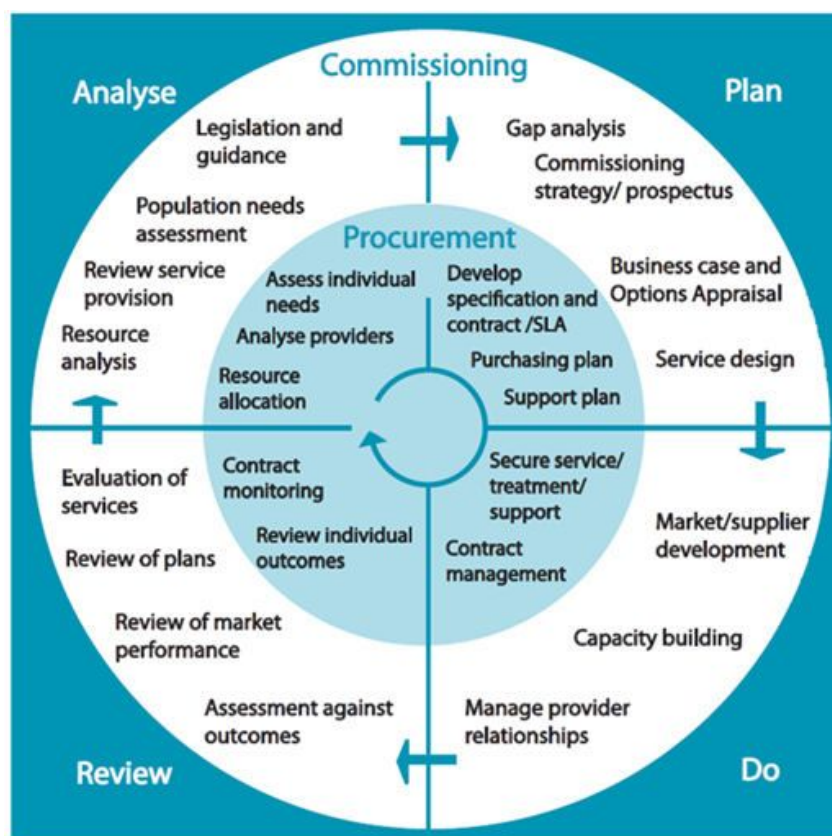 Commissioning
Analyse
Plan
Legislation and
guidance
Population needs
assessment
Review service
provision
Resource
analysis
Gap analysis
Commissioning
strategy/ prospectus
Business case and
Options Appraisal
Service design
Procurement
Assess individual
needs
Analyse providers
Resource
allocation
Develop
specification and
contract /SLA
Purchasing plan
Support plan
Contract
monitoring
Review individual
outcomes
Secure service/
treatment/
support
Contract
management
Evaluation of
services
Review of plans
Review of market
performance
Assessment against
outcomes
Market/supplier
development
Capacity building
Manage provider
relationships
Review
Do